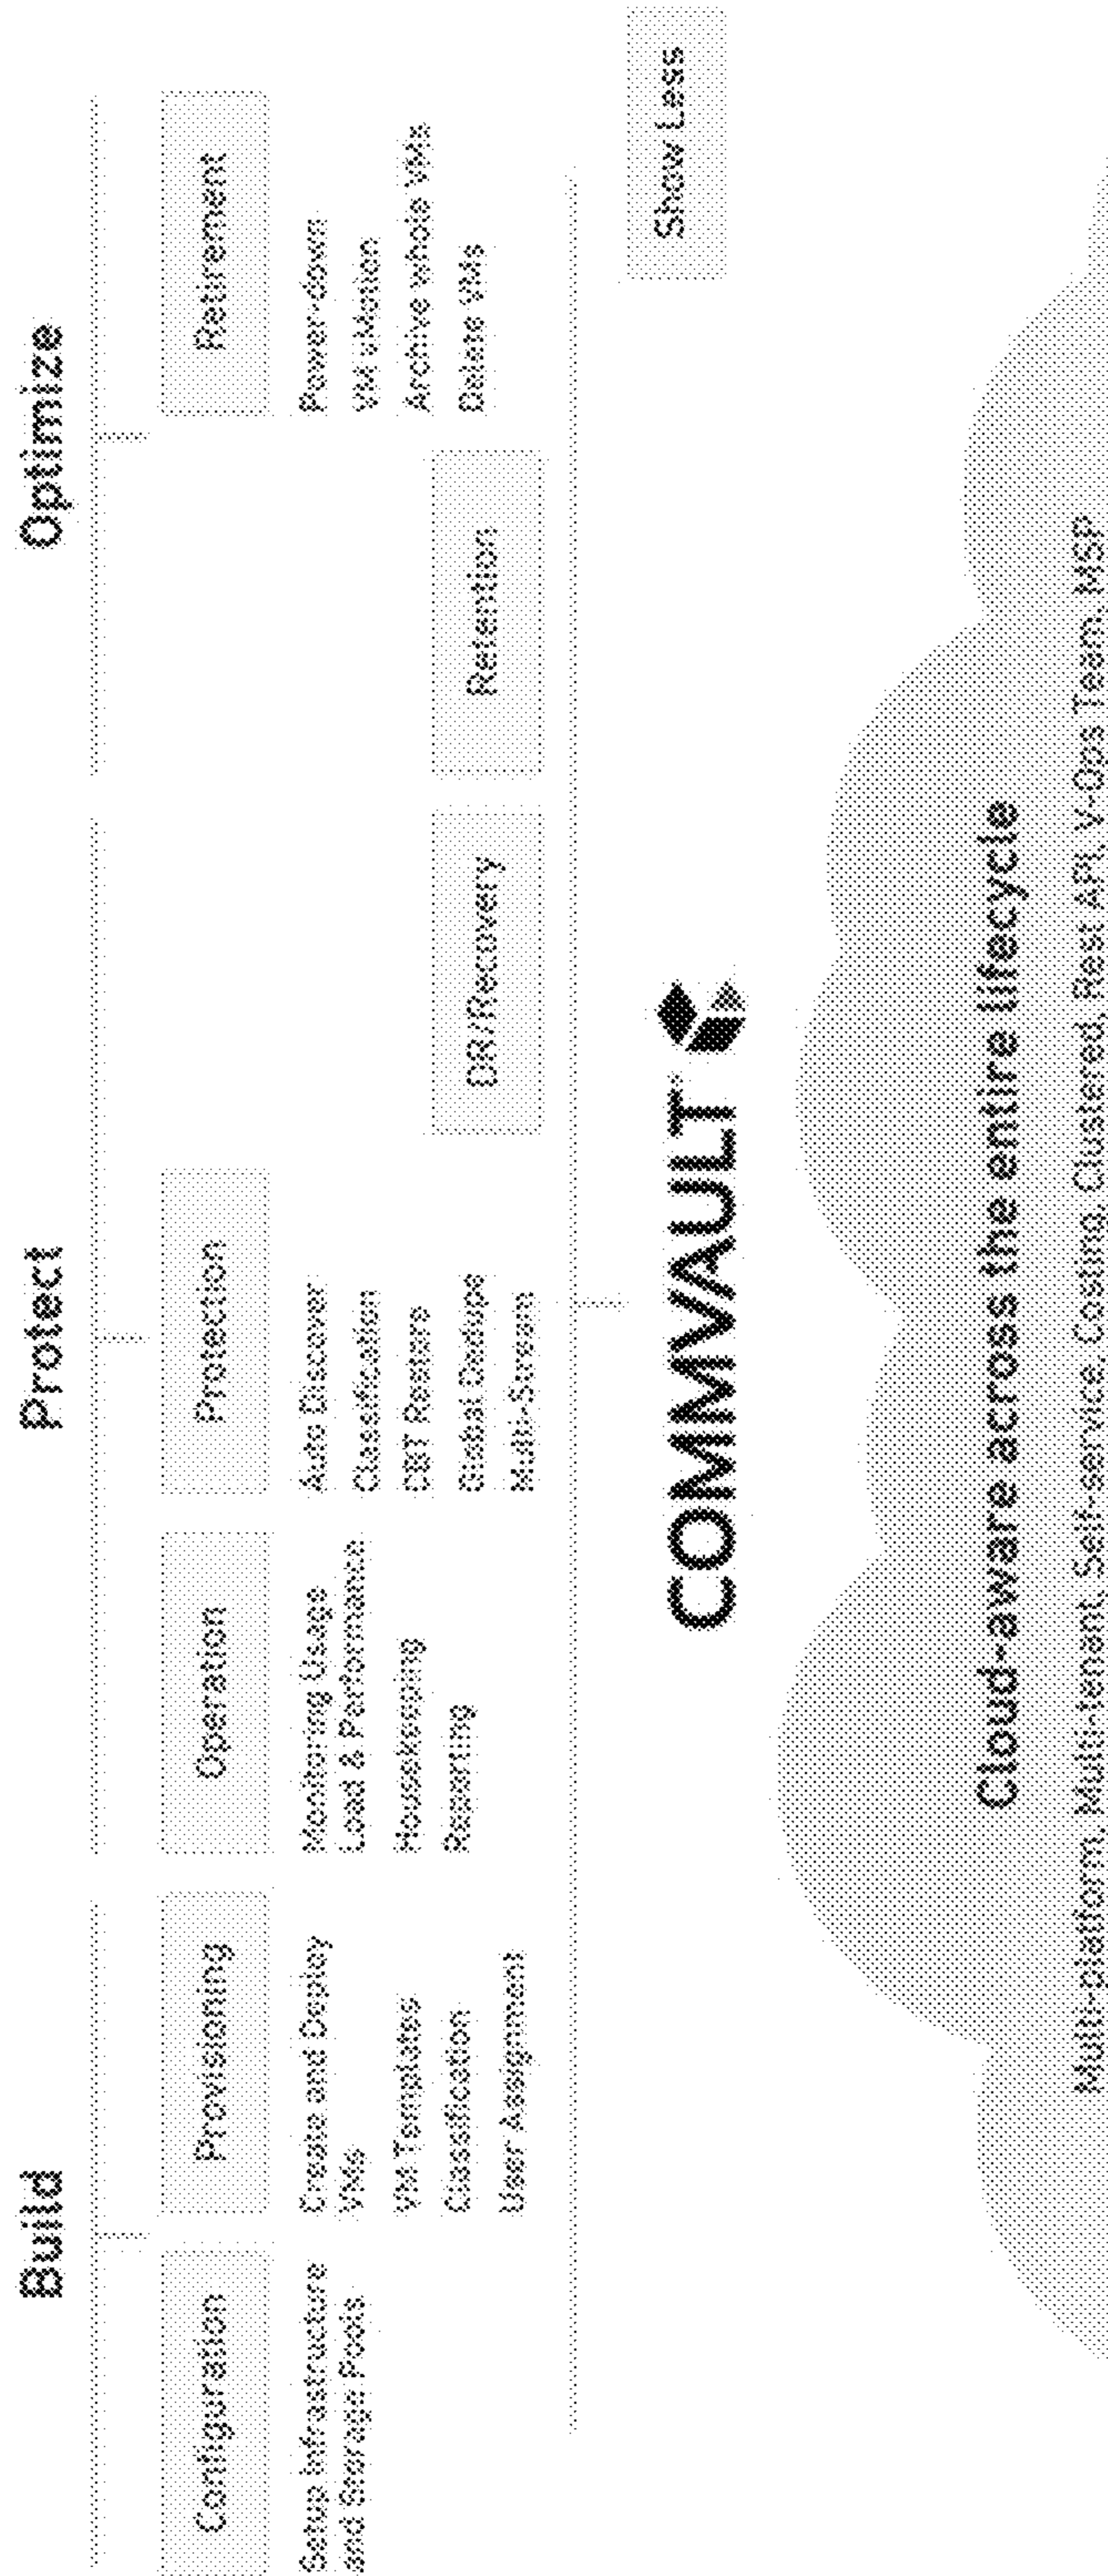 Build
Protect
Optimize
Configuration
Setup Infrastructure
and Storage Pools
Provisioning
Create and Deploy
VMs
VM Templates
Classification
User Assignment
Operation
Monitoring Usage
Load & Performance
Housekeeping
Reporting
Protection
Auto Discover
Classification
CBT Restore
Global Dedupe
Multi-Stream
DR/Recovery
Retention
Retirement
Power-down
VM vMotion
Archive whole VMs
Delete VMs
COMMVAULT
Show Less
Cloud-aware across the entire lifecycle
Multi-platform, Multi-tenant, Self-service, Costing, Clustered, Rest API, V-Ops Team, MSP